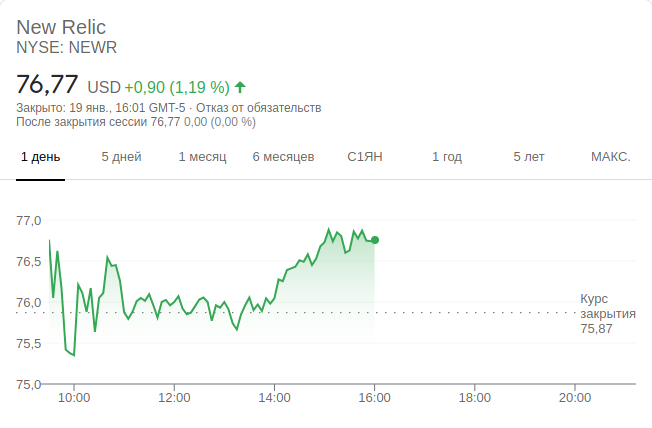 New Relic
NYSE: NEWR
76,77 USD +0,90 (1,19 %)
Закрыто: 19 янв., 16:01 GMT-5 · Отказ от обязательств
После закрытия сессии 76,77 0,00 (0,00 %)
1 день 5 дней 1 месяц 6 месяцев С1ЯН 1 год 5 лет МАКС.
77,0
76,5
76,0
75,5
75,0
Курс
закрытия
75,87
10:00 12:00 14:00 16:00 18:00 20:00